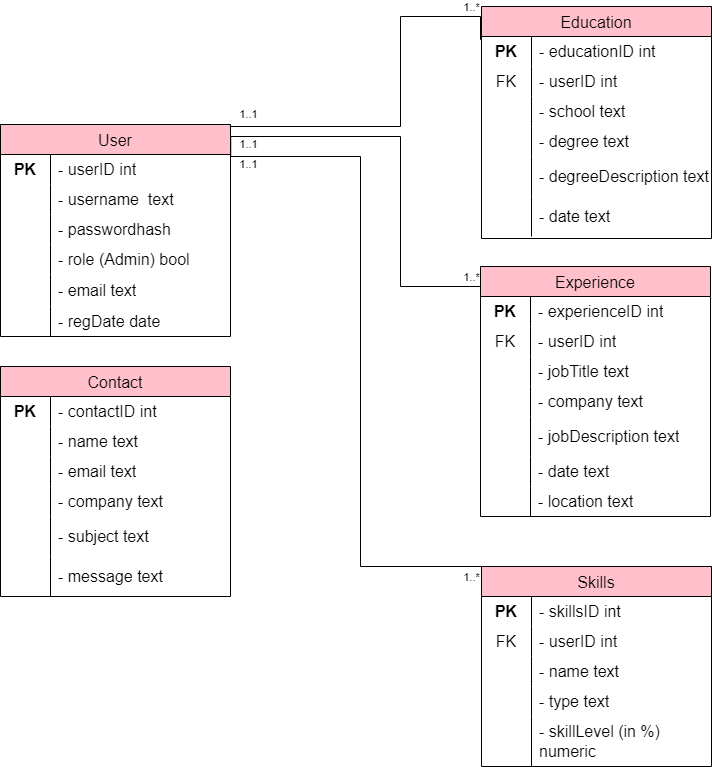 1..*
Education
PK - educationID int
FK - userID int
- school text
- degree text
- degreeDescription text
- date text
1..1
1..1
1..1
User
PK - userID int
- username  text
- passwordhash
- role (Admin) bool
- email text
- regDate date
1..*
Experience
PK - experienceID int
FK - userID int
- jobTitle text
- company text
- jobDescription text
- date text
- location text
Contact
PK - contactID int
- name text
- email text
- company text
- subject text
- message text
1..*
Skills
PK - skillsID int
FK - userID int
- name text
- type text
- skillLevel (in %)
numeric